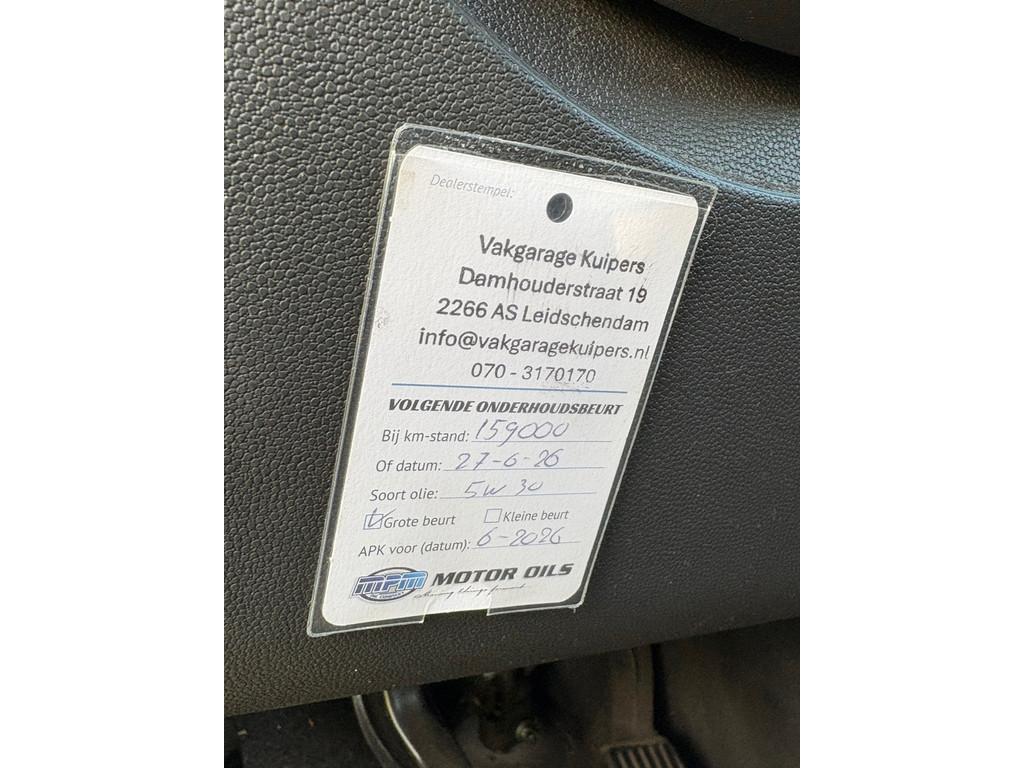 Dealerstempel:
Vakgarage Kuipers
Damhouderstraat 19
2266 AS Leidschendam
info@vakgaragekuipers.nl
070 - 3170170
VOLGENDE ONDERHOUDSBEURT
Bij km-stand: 159000
Of datum: 27-6-26
Soort olie: 5W30
Grote beurt Kleine beurt
APK voor (datum): 6-2026
MPM MOTOR OILS